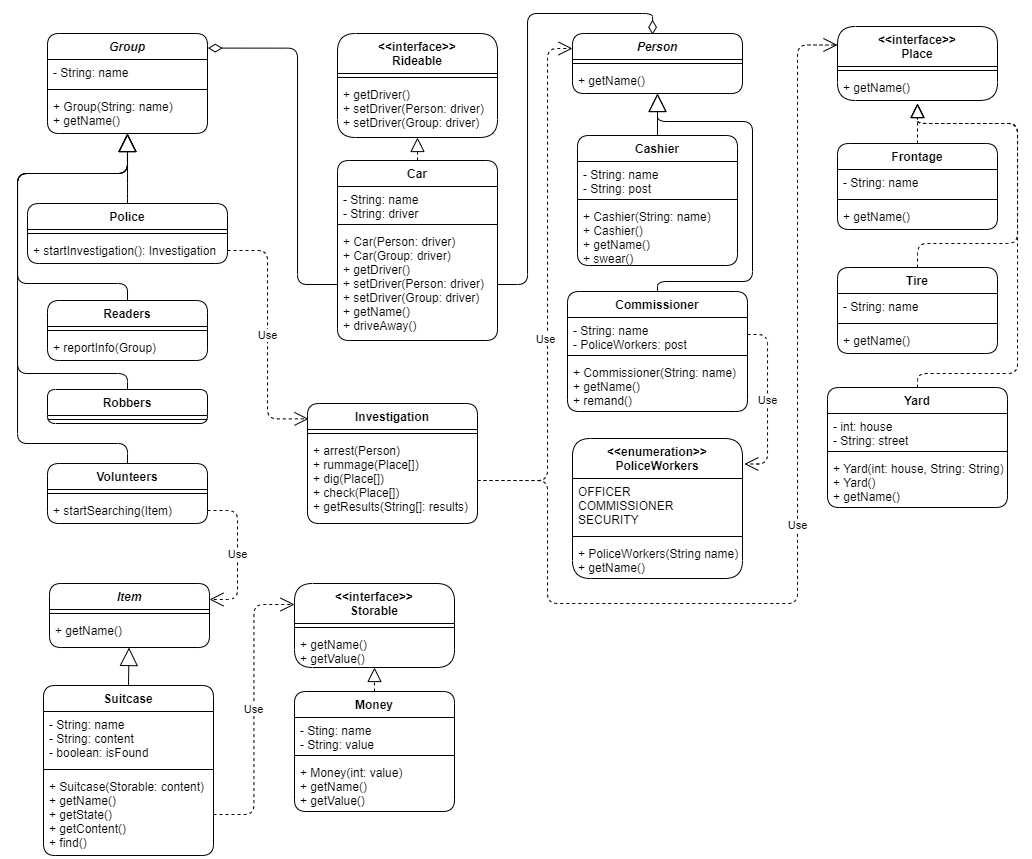 Group
- String: name
+ Group(String: name)
+ getName()
<<interface>>
Rideable
+ getDriver()
+ setDriver(Person: driver)
+ setDriver(Group: driver)
Person
+ getName()
<<interface>>
Place
+ getName()
Car
- String: name
- String: driver
+ Car(Person: driver)
+ Car(Group: driver)
+ getDriver()
+ setDriver(Person: driver)
+ setDriver(Group: driver)
+ getName()
+ driveAway()
Cashier
- String: name
- String: post
+ Cashier(String: name)
+ Cashier()
+ getName()
+ swear()
Frontage
- String: name
+ getName()
Police
+ startInvestigation(): Investigation
Tire
- String: name
+ getName()
Readers
+ reportInfo(Group)
Use
Use
Commissioner
- String: name
- PoliceWorkers: post
+ Commissioner(String: name)
+ getName()
+ remand()
Use
Robbers
Yard
- int: house
- String: street
+ Yard(int: house, String: String)
+ Yard()
+ getName()
Investigation
+ arrest(Person)
+ rummage(Place[])
+ dig(Place[])
+ check(Place[])
+ getResults(String[]: results)
<<enumeration>>
PoliceWorkers
OFFICER
COMMISSIONER
SECURITY
+ PoliceWorkers(String name)
+ getName()
Use
Volunteers
+ startSearching(Item)
Use
Item
+ getName()
<<interface>>
Storable
+ getName()
+ getValue()
Suitcase
- String: name
- String: content
- boolean: isFound
+ Suitcase(Storable: content)
+ getName()
+ getState()
+ getContent()
+ find()
Use
Money
- Sting: name
- String: value
+ Money(int: value)
+ getName()
+ getValue()